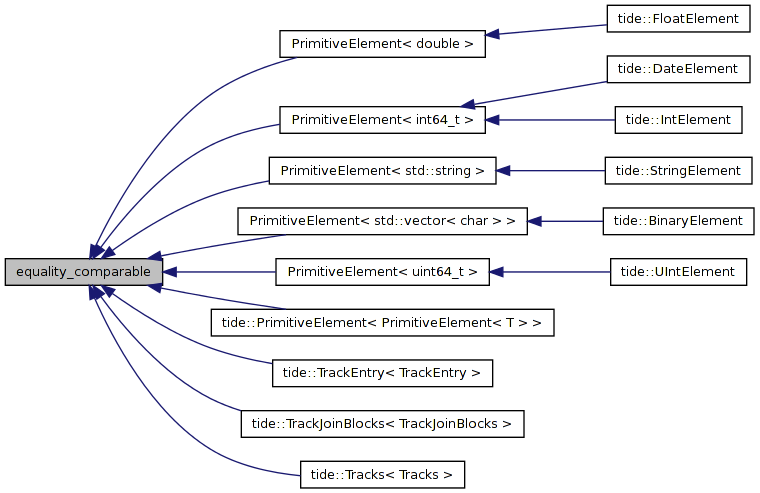 tide::FloatElement
PrimitiveElement< double >
tide::DateElement
PrimitiveElement< int64_t >
tide::IntElement
PrimitiveElement< std::string >
tide::StringElement
PrimitiveElement< std::vector< char > >
tide::BinaryElement
equality_comparable
PrimitiveElement< uint64_t >
tide::UIntElement
tide::PrimitiveElement< PrimitiveElement< T > >
tide::TrackEntry< TrackEntry >
tide::TrackJoinBlocks< TrackJoinBlocks >
tide::Tracks< Tracks >